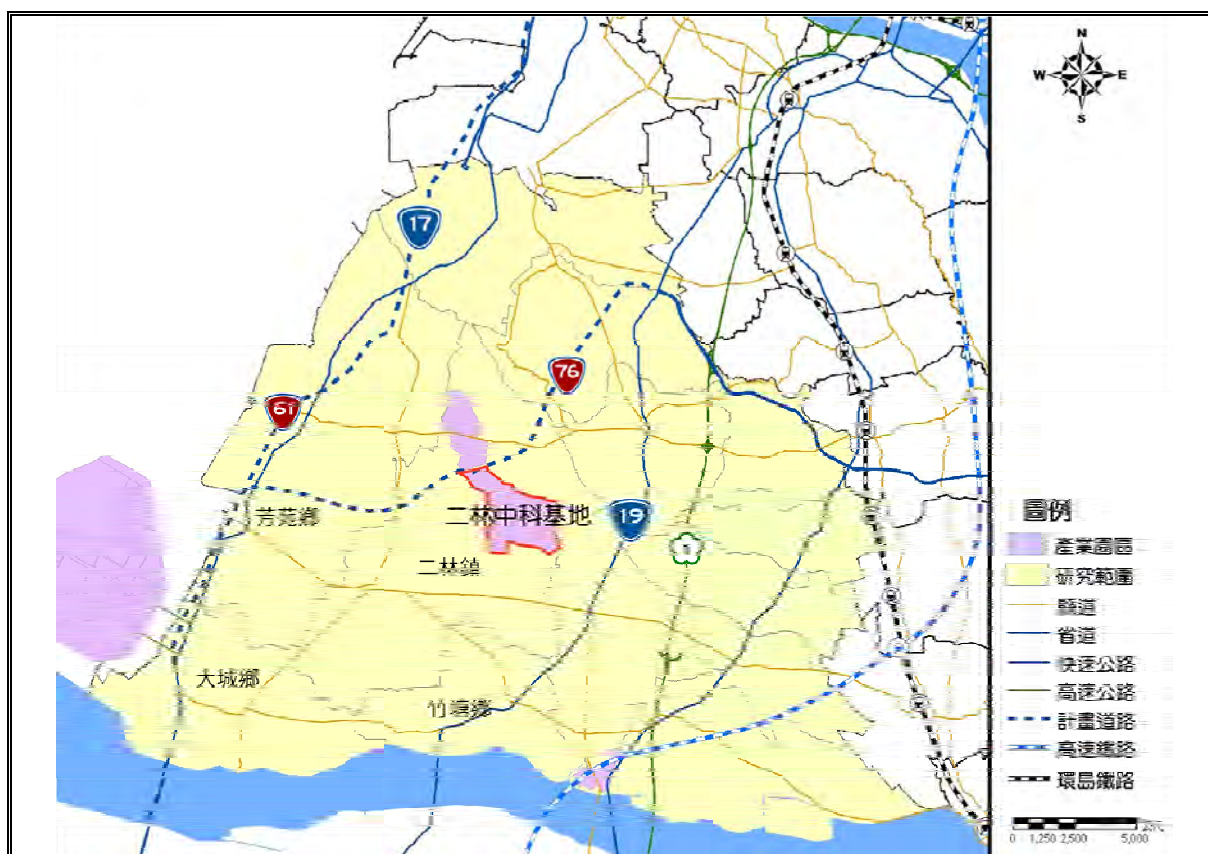 N
W E
S
17
76
61
二林中科基地
19
芳苑鄉
1
二林鎮
大城鄉
竹塘鄉
圖例
產業園區
研究範圍
縣道
省道
快速公路
高速公路
計畫道路
高速鐵路
環島鐵路
0 1,250 2,500 5,000